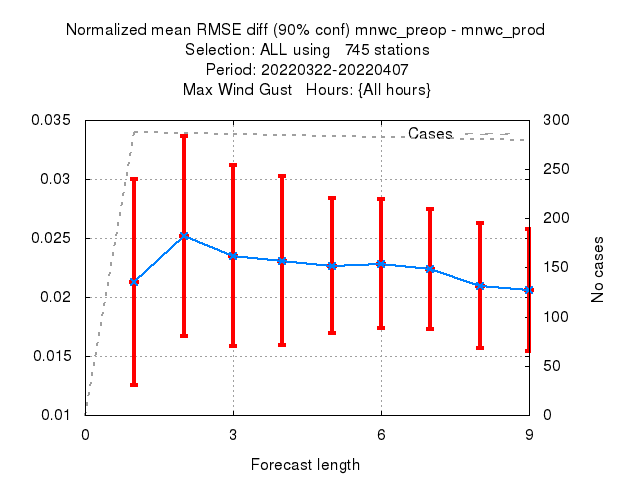 Normalized mean RMSE diff (90% conf) mnwc_preop - mnwc_prod
Selection: ALL using   745 stations
Period: 20220322-20220407
Max Wind Gust   Hours: {All hours}
0.035
0.03
0.025
0.02
0.015
0.01
Cases
300
250
200
150
100
50
0
No cases
0
3
6
9
Forecast length